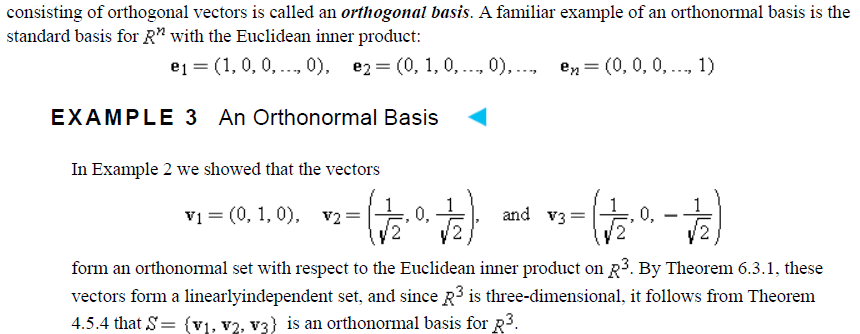 consisting of orthogonal vectors is called an orthogonal basis. A familiar example of an orthonormal basis is the
standard basis for Rⁿ with the Euclidean inner product:
e₁ = (1, 0, 0, ..., 0), e₂ = (0, 1, 0, ..., 0), ..., eₙ = (0, 0, 0, ..., 1)
EXAMPLE 3 An Orthonormal Basis
In Example 2 we showed that the vectors
v₁ = (0, 1, 0), v₂ = (1/√2, 0, 1/√2), and v₃ = (1/√2, 0, −1/√2)
form an orthonormal set with respect to the Euclidean inner product on R³. By Theorem 6.3.1, these
vectors form a linearlyindependent set, and since R³ is three-dimensional, it follows from Theorem
4.5.4 that S = {v₁, v₂, v₃} is an orthonormal basis for R³.